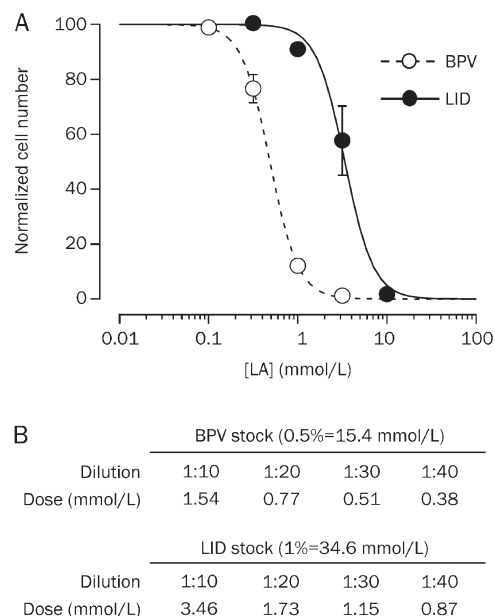 A
Normalized cell number
100
80
60
40
20
0
BPV
LID
0.01 0.1 1 10 100
[LA] (mmol/L)
B
BPV stock (0.5%=15.4 mmol/L)
Dilution 1:10 1:20 1:30 1:40
Dose (mmol/L) 1.54 0.77 0.51 0.38
LID stock (1%=34.6 mmol/L)
Dilution 1:10 1:20 1:30 1:40
Dose (mmol/L) 3.46 1.73 1.15 0.87